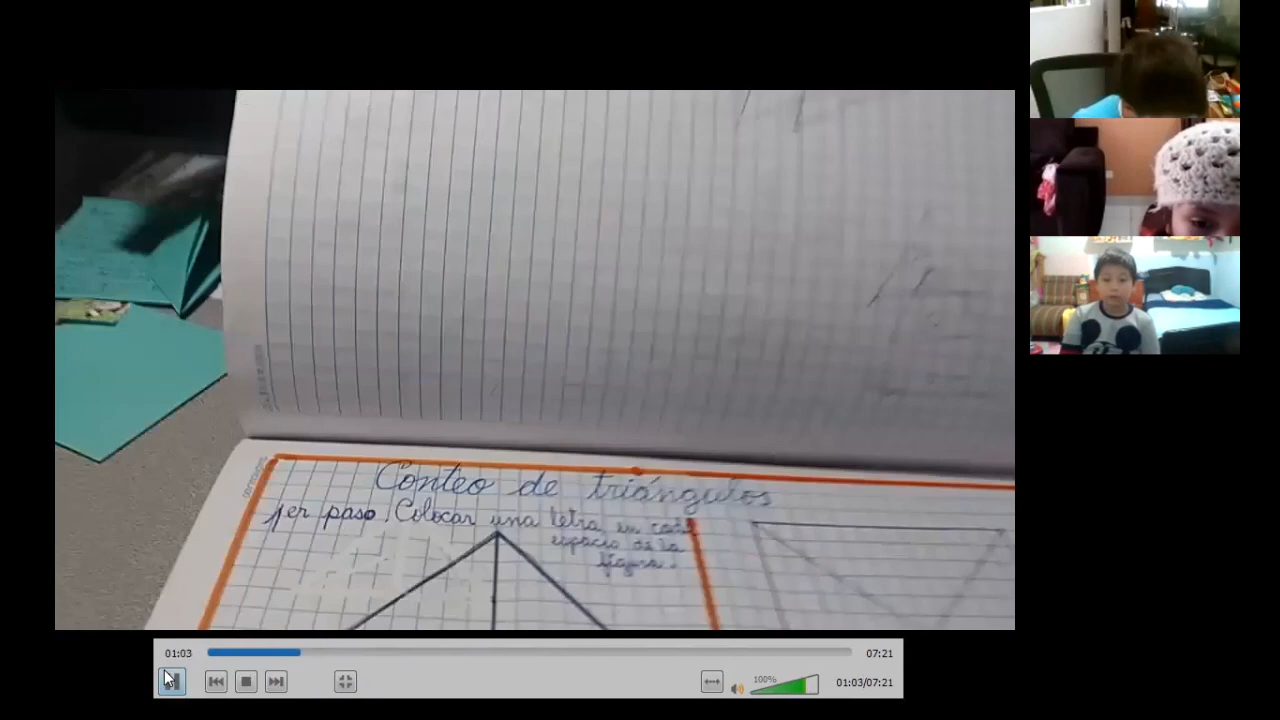 Conteo de triángulos
1er paso. Colocar una letra en cada
espacio de la
figura.
01:03
07:21
100%
01:03/07:21